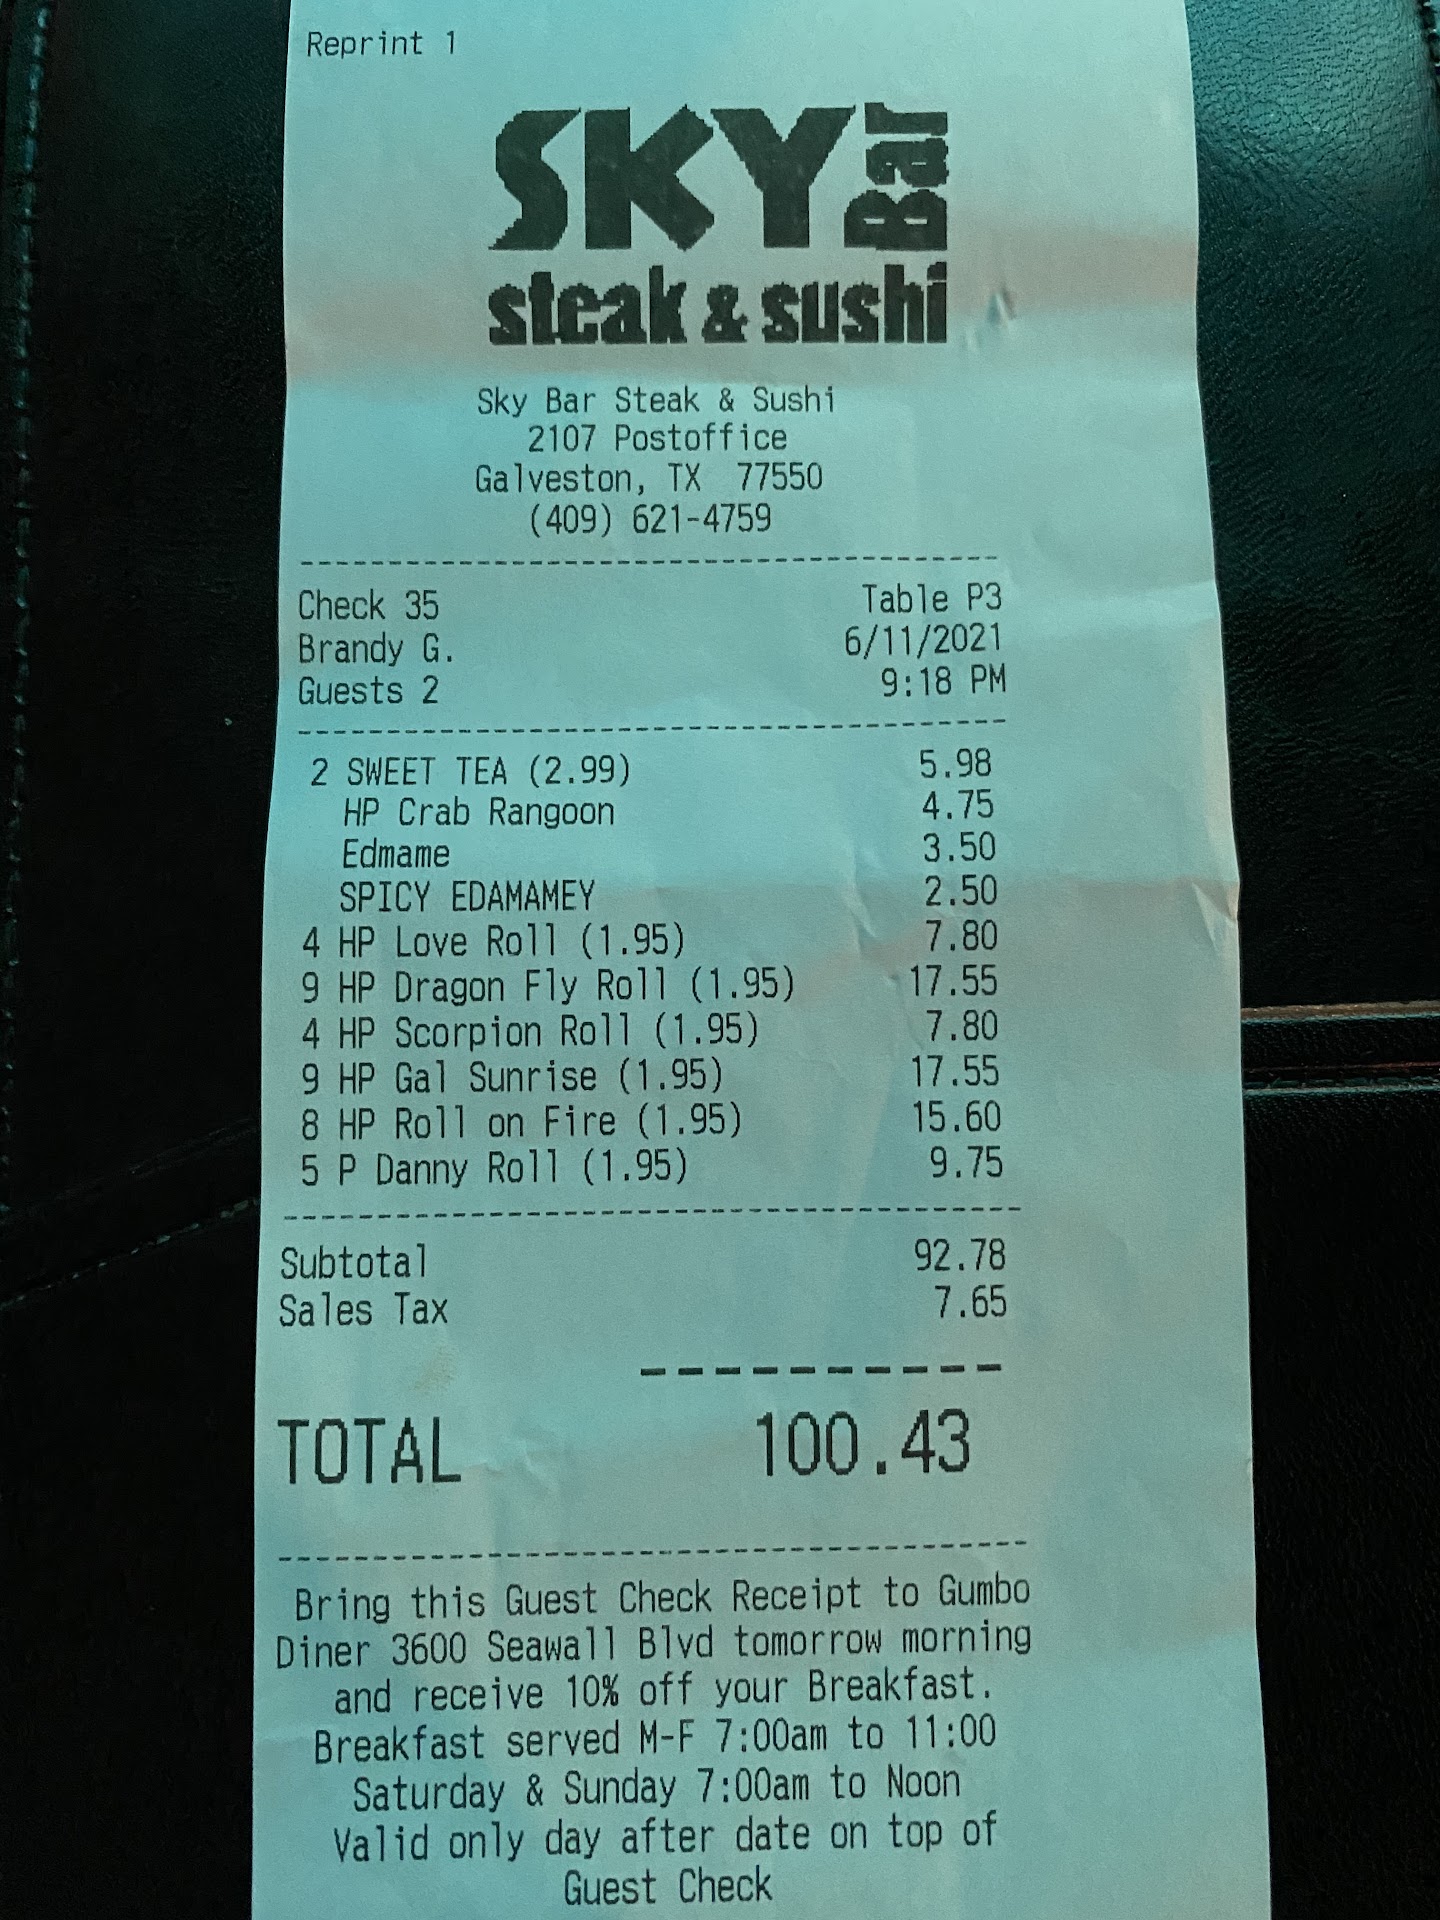 Reprint 1
SKY Bar
steak & sushi
Sky Bar Steak & Sushi
2107 Postoffice
Galveston, TX 77550
(409) 621-4759
Check 35 Table P3
Brandy G. 6/11/2021
Guests 2 9:18 PM
2 SWEET TEA (2.99) 5.98
HP Crab Rangoon 4.75
Edmame 3.50
SPICY EDAMAMEY 2.50
4 HP Love Roll (1.95) 7.80
9 HP Dragon Fly Roll (1.95) 17.55
4 HP Scorpion Roll (1.95) 7.80
9 HP Gal Sunrise (1.95) 17.55
8 HP Roll on Fire (1.95) 15.60
5 P Danny Roll (1.95) 9.75
Subtotal 92.78
Sales Tax 7.65
TOTAL 100.43
Bring this Guest Check Receipt to Gumbo
Diner 3600 Seawall Blvd tomorrow morning
and receive 10% off your Breakfast.
Breakfast served M-F 7:00am to 11:00
Saturday & Sunday 7:00am to Noon
Valid only day after date on top of
Guest Check